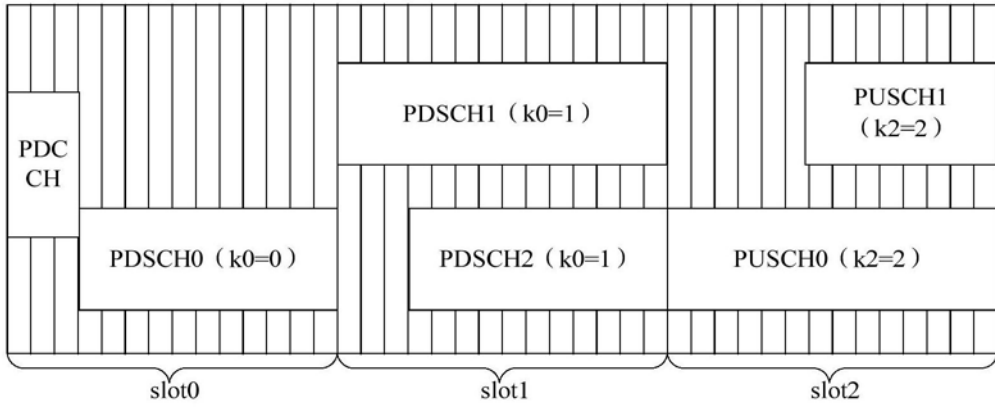 PDSCH1（k0=1）
PUSCH1
（k2=2）
PDC
CH
PDSCH0（k0=0）
PDSCH2（k0=1）
PUSCH0（k2=2）
slot0
slot1
slot2